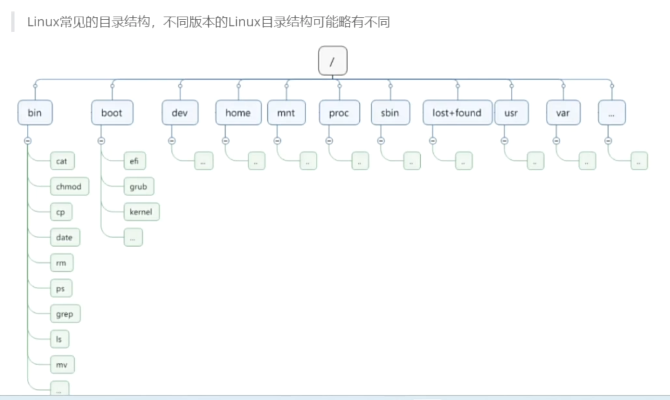 Linux常见的目录结构，不同版本的Linux目录结构可能略有不同
/
bin boot dev home mnt proc sbin lost+found usr var ...
cat efi ... .. .. .. .. .. .. .. ..
chmod grub
cp kernel
date ...
rm
ps
grep
ls
mv
...